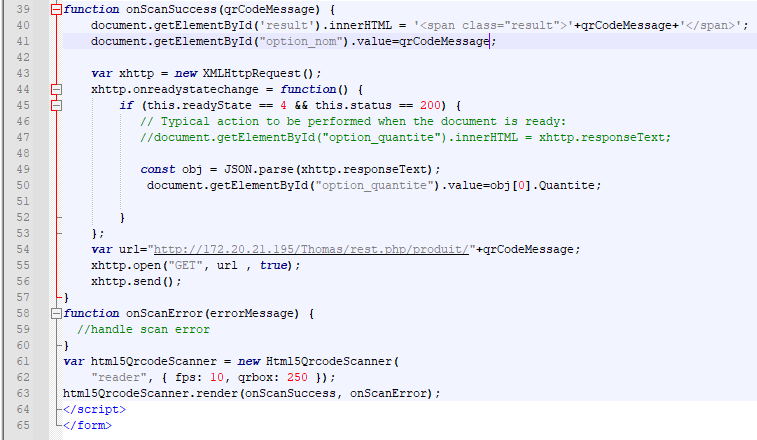 39 function onScanSuccess(qrCodeMessage) {
40 document.getElementById('result').innerHTML = '<span class="result">'+qrCodeMessage+'</span>';
41 document.getElementById("option_nom").value=qrCodeMessage;
42
43 var xhttp = new XMLHttpRequest();
44 xhttp.onreadystatechange = function() {
45 if (this.readyState == 4 && this.status == 200) {
46 // Typical action to be performed when the document is ready:
47 //document.getElementById("option_quantite").innerHTML = xhttp.responseText;
48
49 const obj = JSON.parse(xhttp.responseText);
50 document.getElementById("option_quantite").value=obj[0].Quantite;
51
52 }
53 };
54 var url="http://172.20.21.195/Thomas/rest.php/produit/"+qrCodeMessage;
55 xhttp.open("GET", url , true);
56 xhttp.send();
57 }
58 function onScanError(errorMessage) {
59 //handle scan error
60 }
61 var html5QrcodeScanner = new Html5QrcodeScanner(
62 "reader", { fps: 10, qrbox: 250 });
63 html5QrcodeScanner.render(onScanSuccess, onScanError);
64 </script>
65 </form>